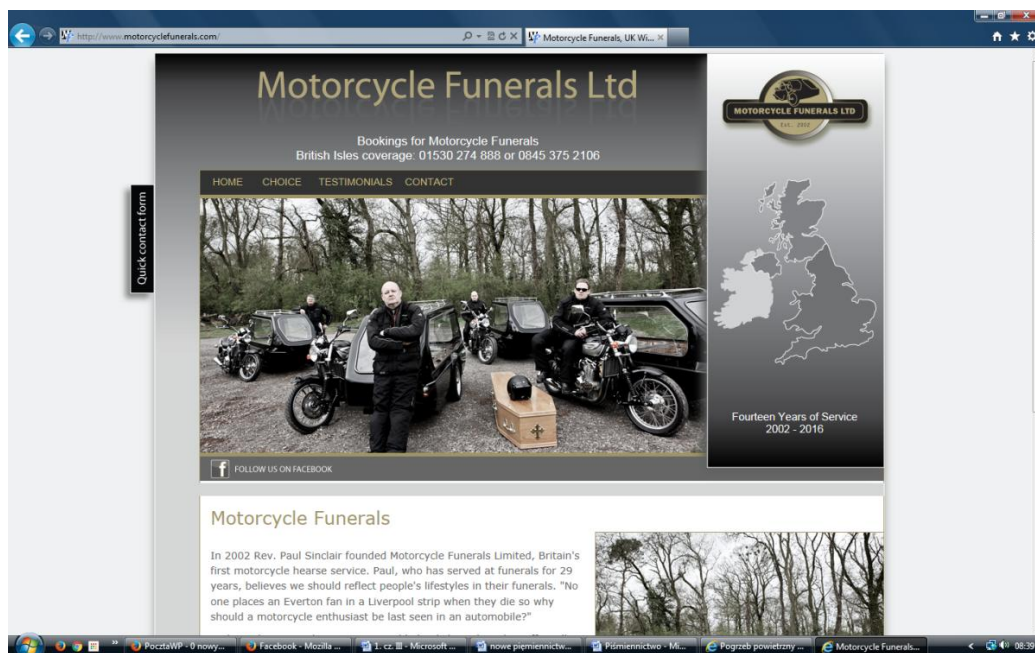 http://www.motorcyclefunerals.com/
Motorcycle Funerals, UK Wi...
Motorcycle Funerals Ltd
Bookings for Motorcycle Funerals
British Isles coverage: 01530 274 888 or 0845 375 2106
HOME CHOICE TESTIMONIALS CONTACT
Quick contact form
MOTORCYCLE FUNERALS LTD
Est. 2002
Fourteen Years of Service
2002 - 2016
FOLLOW US ON FACEBOOK
Motorcycle Funerals
In 2002 Rev. Paul Sinclair founded Motorcycle Funerals Limited, Britain's
first motorcycle hearse service. Paul, who has served at funerals for 29
years, believes we should reflect people's lifestyles in their funerals. "No
one places an Everton fan in a Liverpool strip when they die so why
should a motorcycle enthusiast be last seen in an automobile?"
PocztaWP - 0 nowy...
Facebook - Mozilla ...
1. cz. III - Microsoft ...
nowe pięmiennictw...
Piśmiennictwo - Mi...
Pogrzeb powietrzny ...
Motorcycle Funerals...
08:39